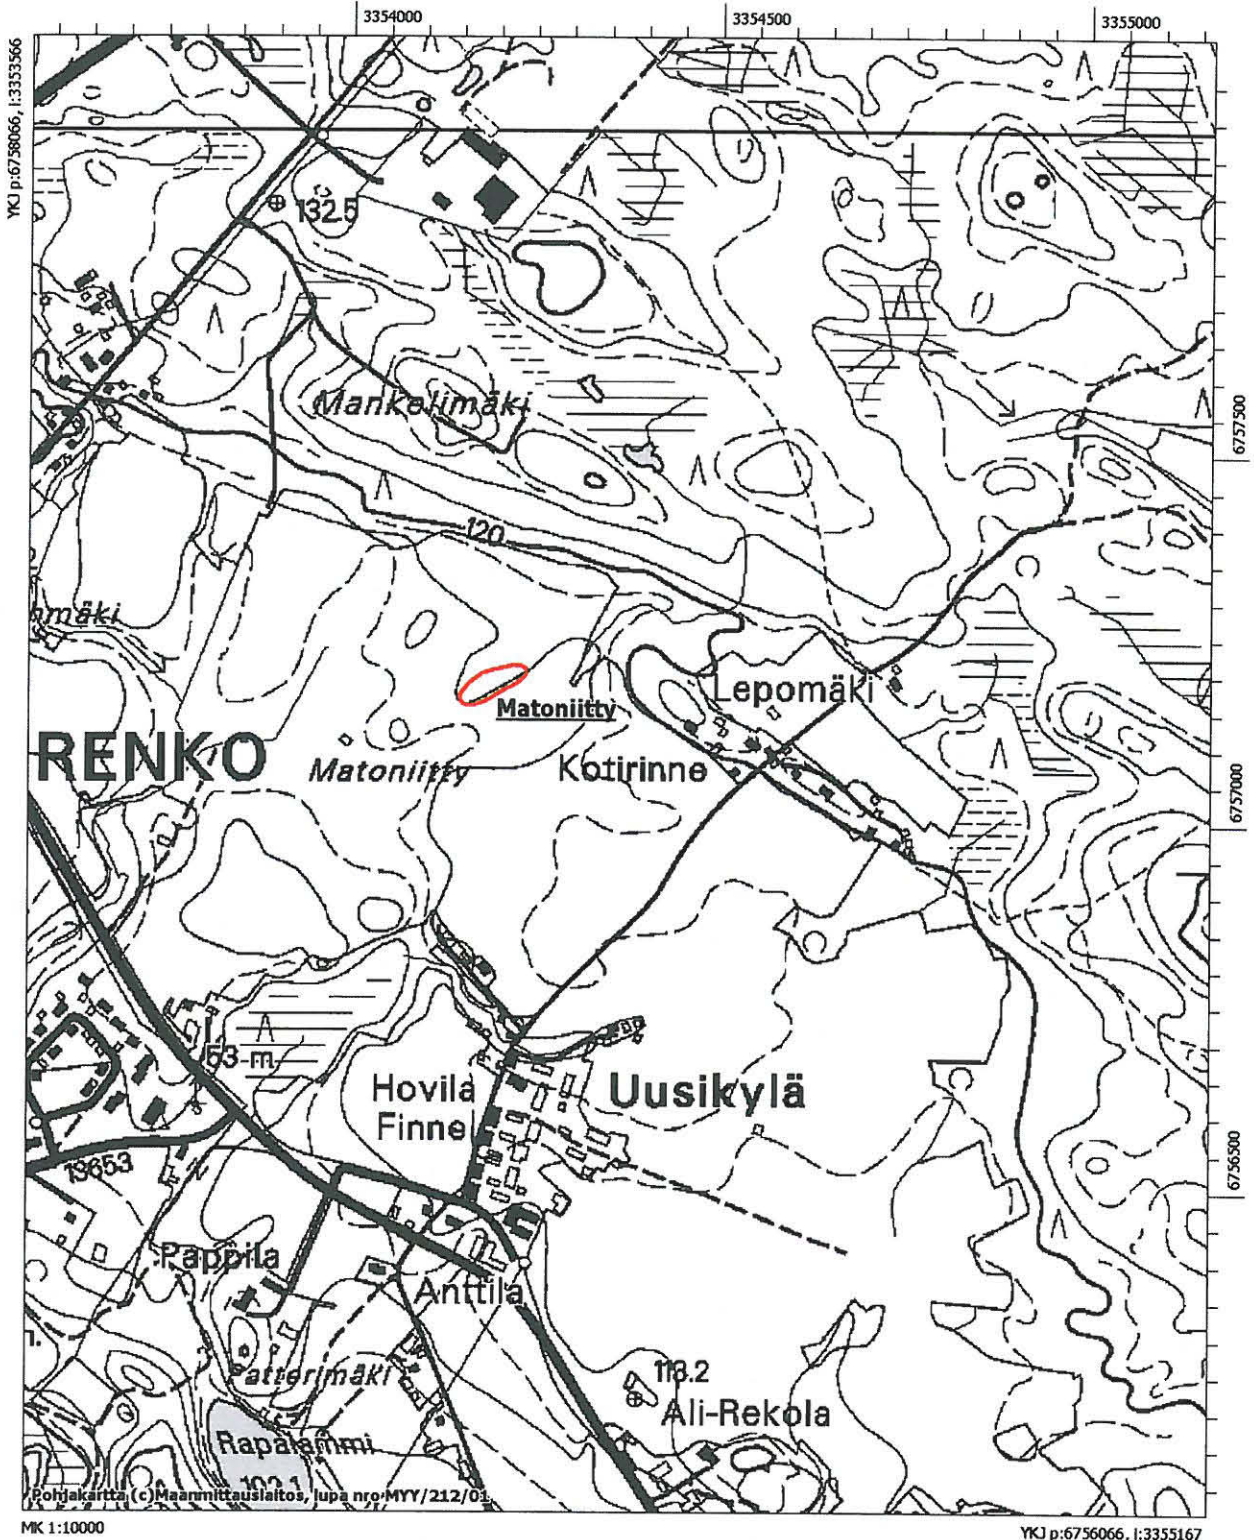 3354000
3354500
3355000
YKJ p:6758066, i:3353566
132.5
Mankelimäki
6757500
120
mäki
Lepomäki
Matoniitty
RENKO
Matoniitty
Kotirinne
6757000
53-m
Hovila
Finne
Uusikylä
13653
6756500
Pappila
Anttila
Patterimäki
113.2
Ali-Rekola
Rapalammi
102.1
Pohjakartta (c)Maanmittauslaitos, lupa nro MYY/212/01
MK 1:10000
YKJ p:6756066, i:3355167